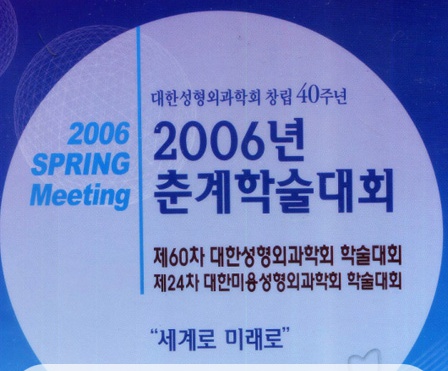 대한성형외과학회 창립 40주년
2006
SPRING
Meeting
2006년
춘계학술대회
제60차 대한성형외과학회 학술대회
제24차 대한미용성형외과학회 학술대회
“세계로 미래로”